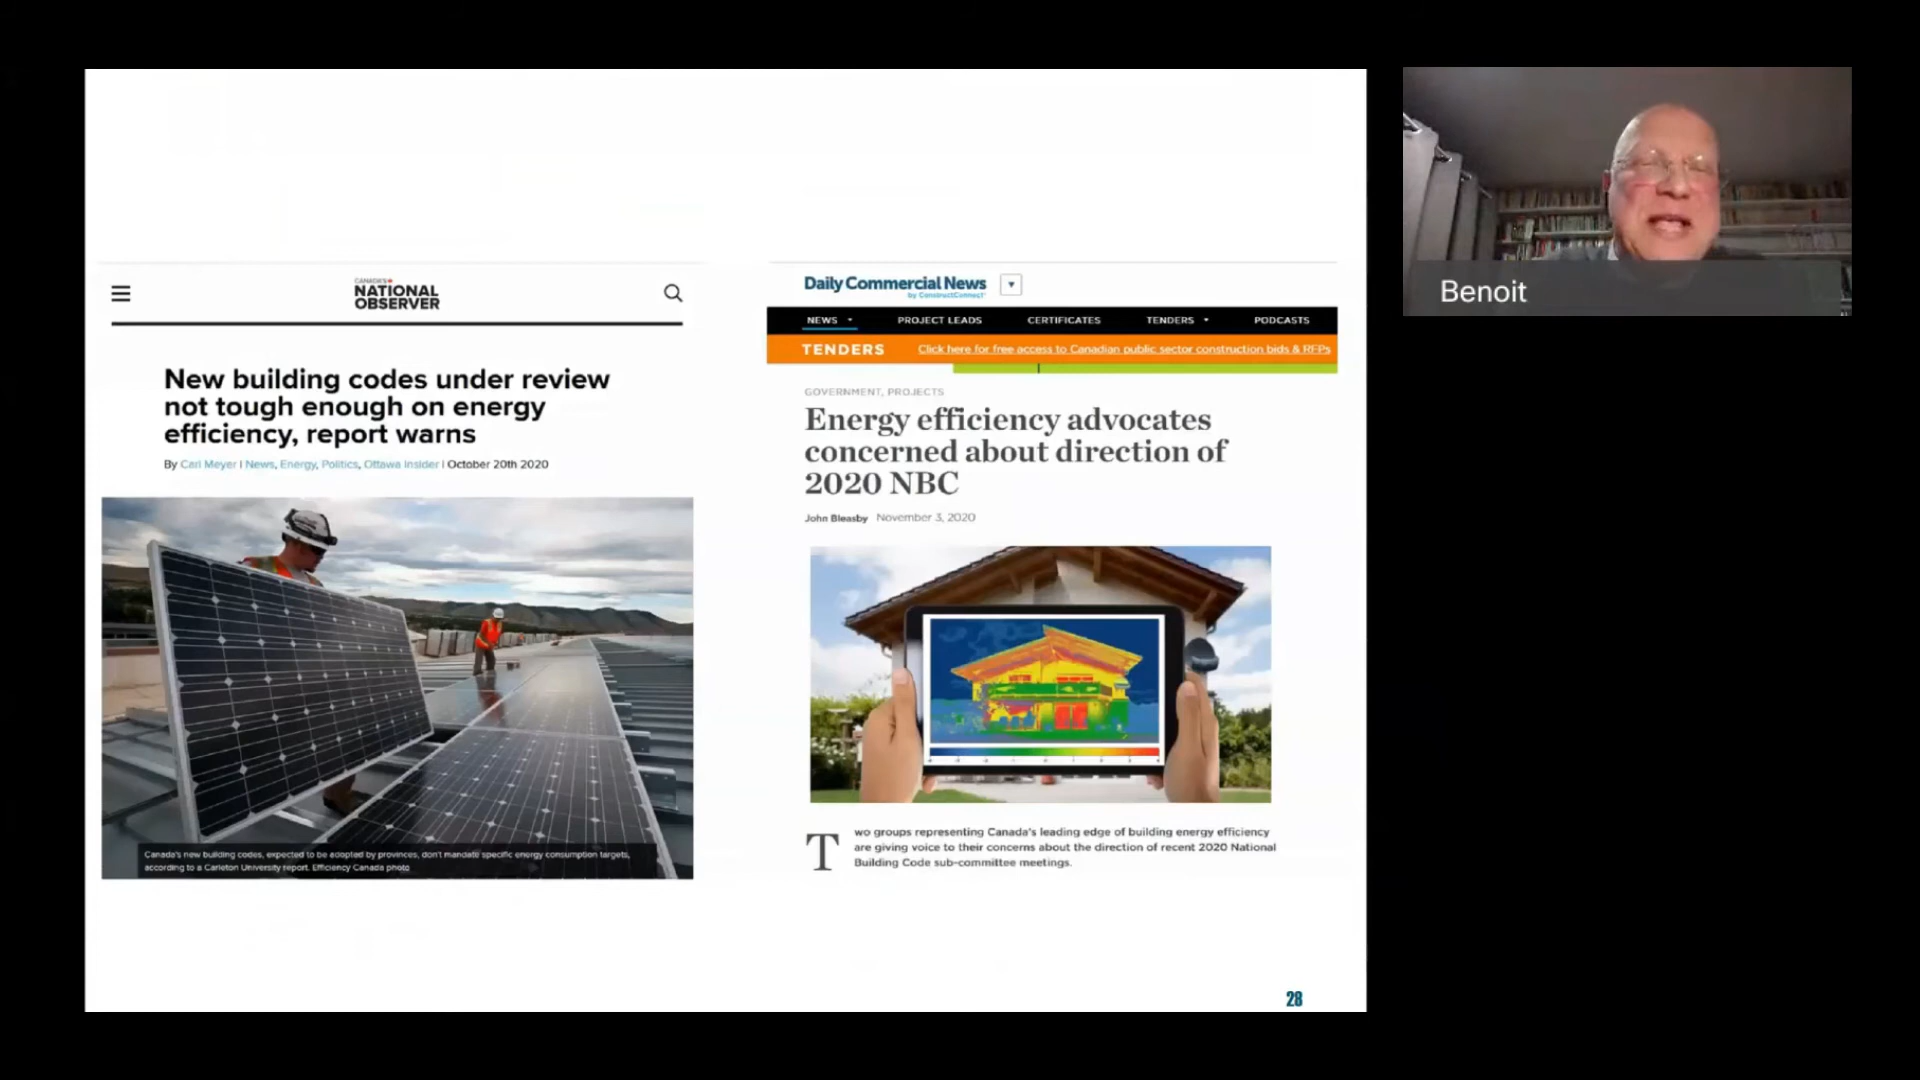 CANADA'S
NATIONAL
OBSERVER
New building codes under review
not tough enough on energy
efficiency, report warns
By Carl Meyer | News, Energy, Politics, Ottawa Insider | October 20th 2020
Canada's new building codes, expected to be adopted by provinces, don't mandate specific energy consumption targets,
according to a Carleton University report. Efficiency Canada photo
Daily Commercial News
by ConstructConnect
NEWS PROJECT LEADS CERTIFICATES TENDERS PODCASTS
TENDERS Click here for free access to Canadian public sector construction bids & RFPs
GOVERNMENT, PROJECTS
Energy efficiency advocates
concerned about direction of
2020 NBC
John Bleasby November 3, 2020
Two groups representing Canada's leading edge of building energy efficiency
are giving voice to their concerns about the direction of recent 2020 National
Building Code sub-committee meetings.
28
Benoit